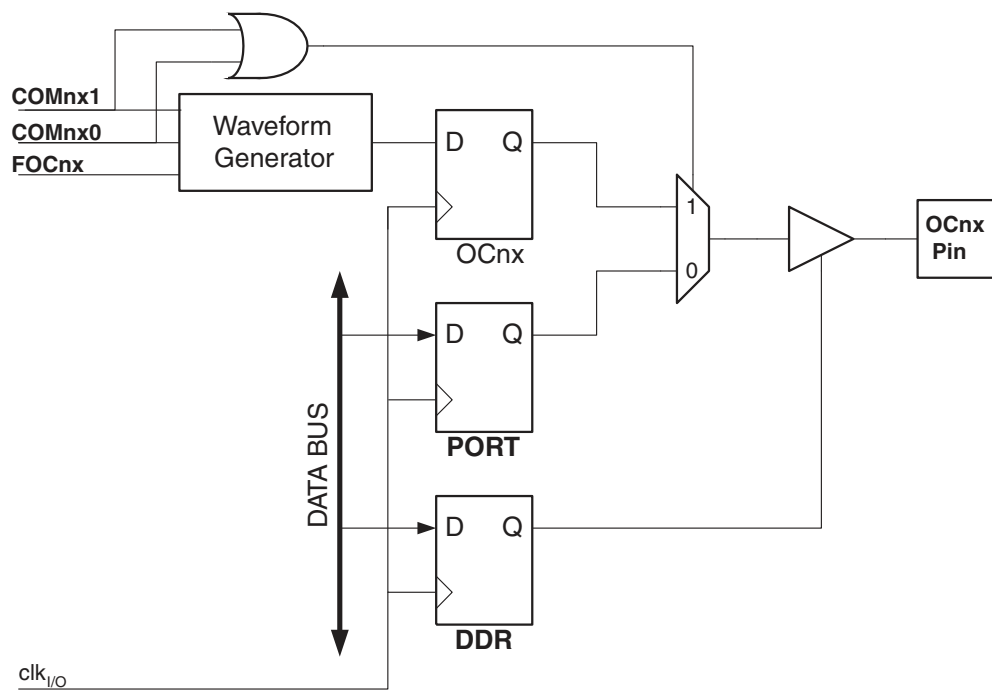 COMnx1
COMnx0
FOCnx
Waveform
Generator
D Q
OCnx
1
0
OCnx
Pin
D Q
PORT
DATA BUS
D Q
DDR
clkI/O